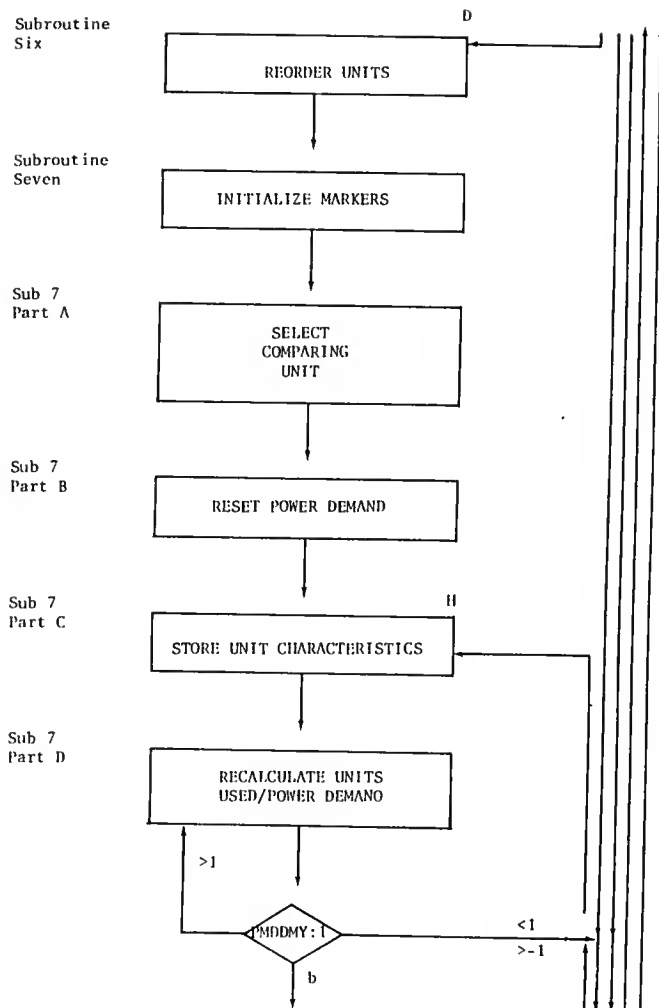 Subroutine
Six
D
REORDER UNITS
Subroutine
Seven
INITIALIZE MARKERS
Sub 7
Part A
SELECT
COMPARING
UNIT
Sub 7
Part B
RESET POWER DEMAND
Sub 7
Part C
H
STORE UNIT CHARACTERISTICS
Sub 7
Part D
RECALCULATE UNITS
USED/POWER DEMAND
>1
PMDDMY:1
<1
>-1
b